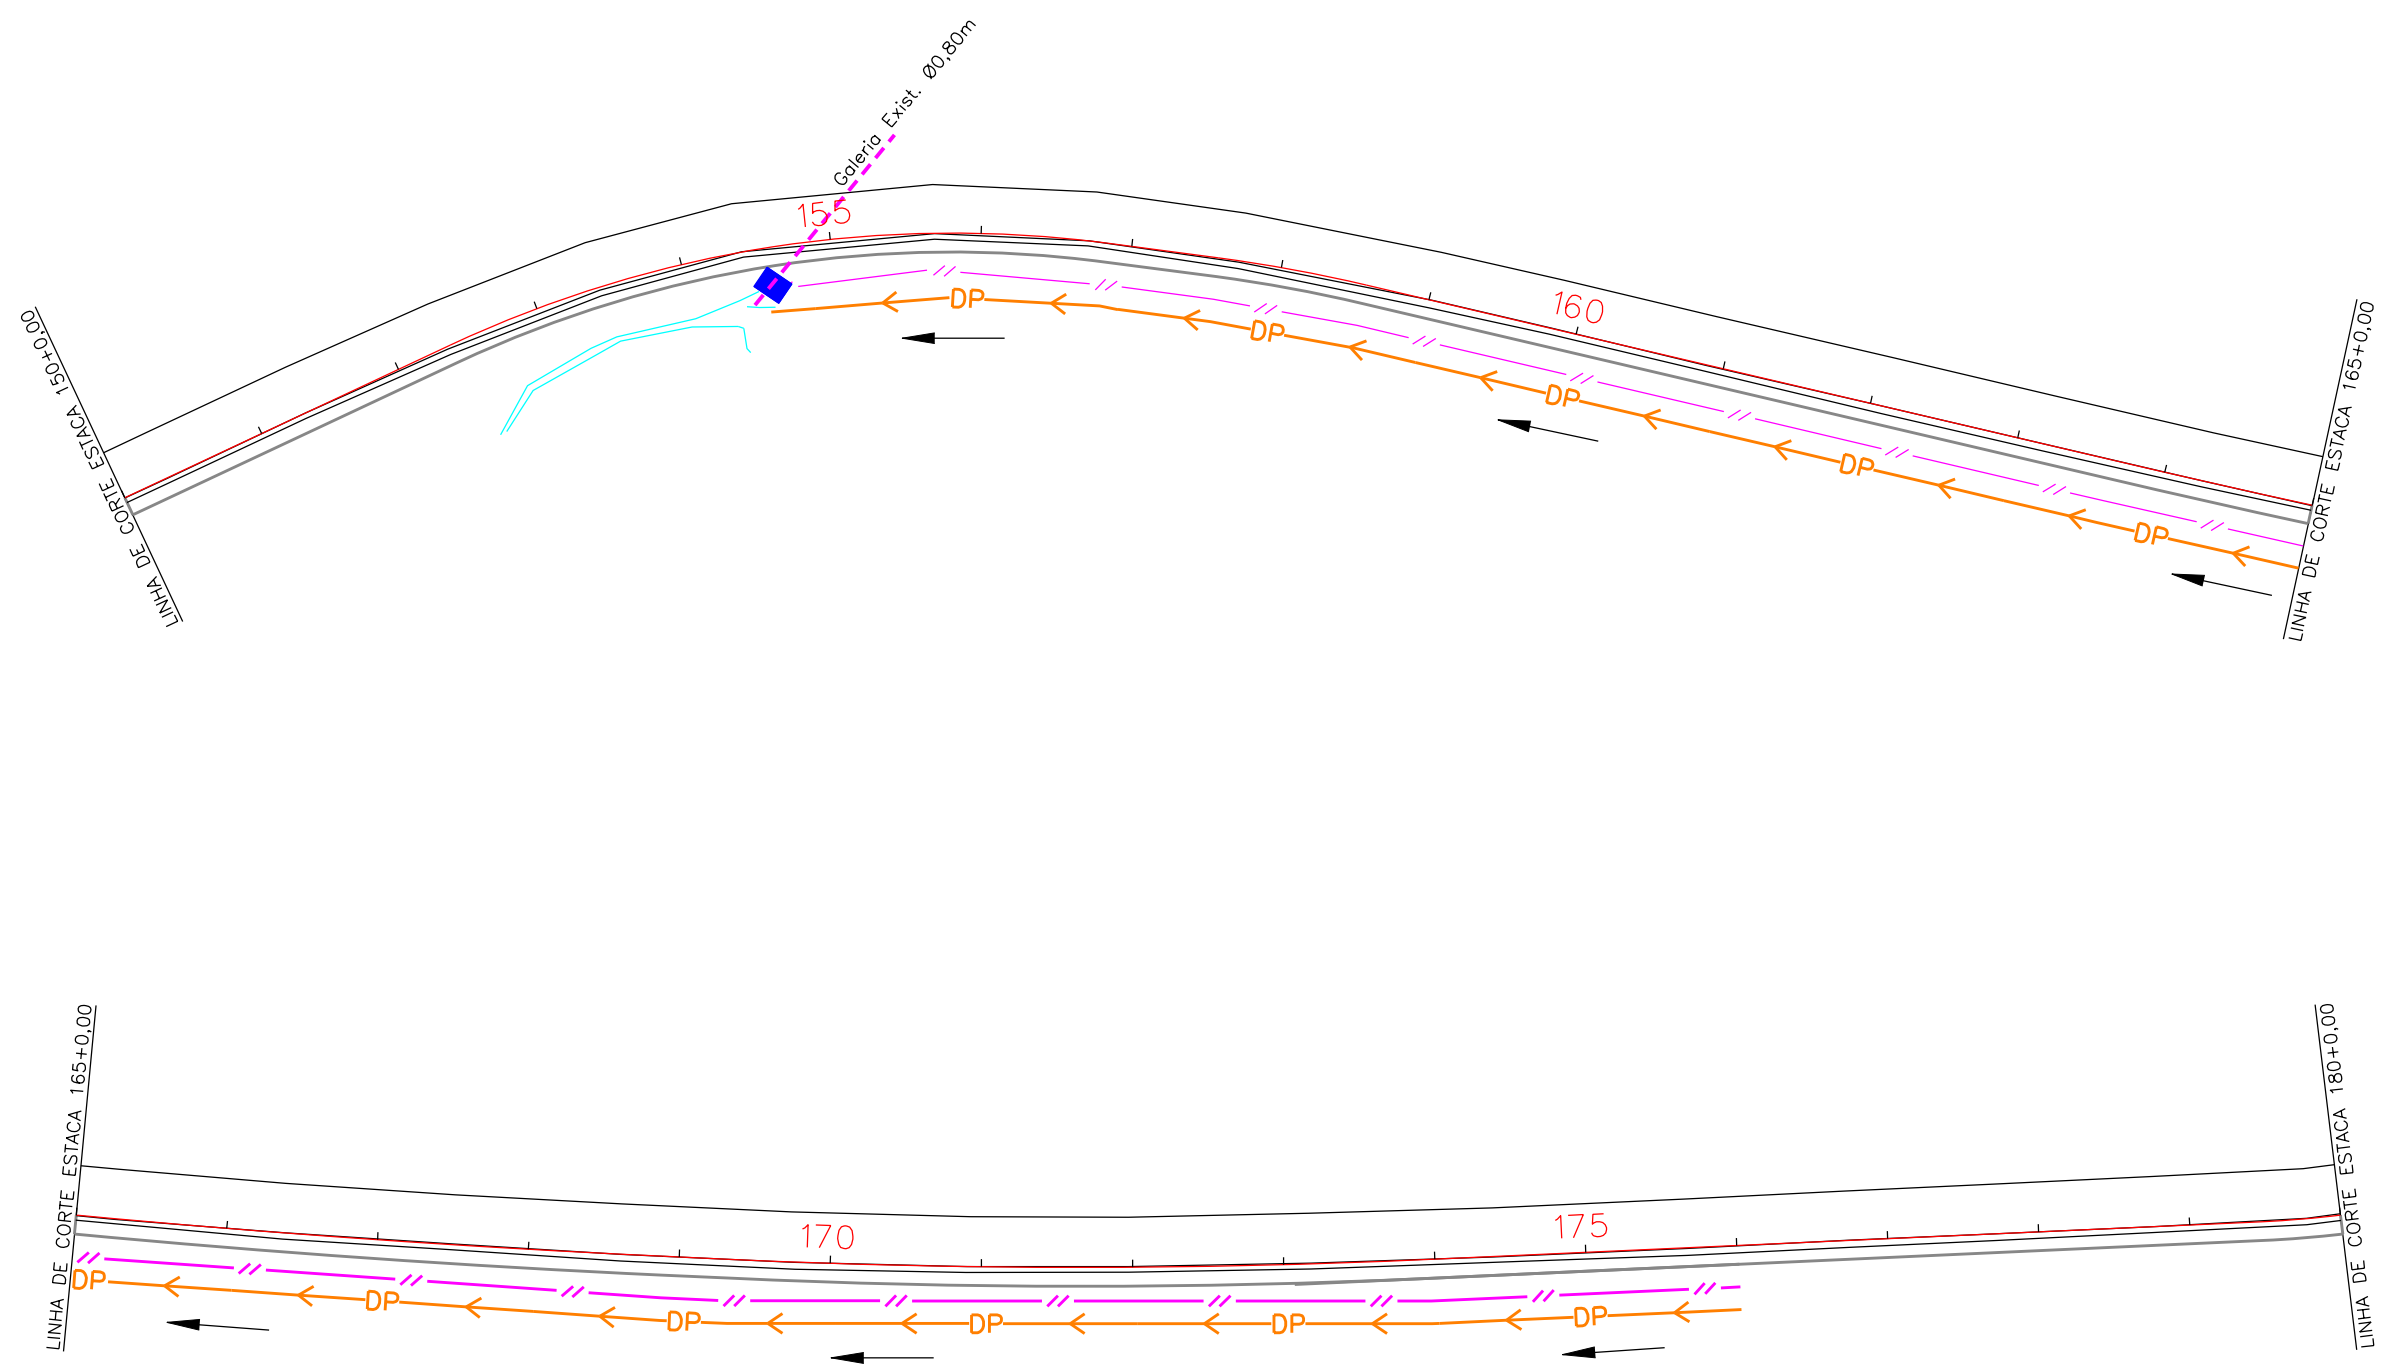 Galeria Exist. Ø0,80m
155
160
LINHA DE CORTE ESTACA 150+0,00
DP
DP
DP
DP
DP
LINHA DE CORTE ESTACA 165+0,00
LINHA DE CORTE ESTACA 165+0,00
170
175
DP
DP
DP
DP
DP
DP
LINHA DE CORTE ESTACA 180+0,00